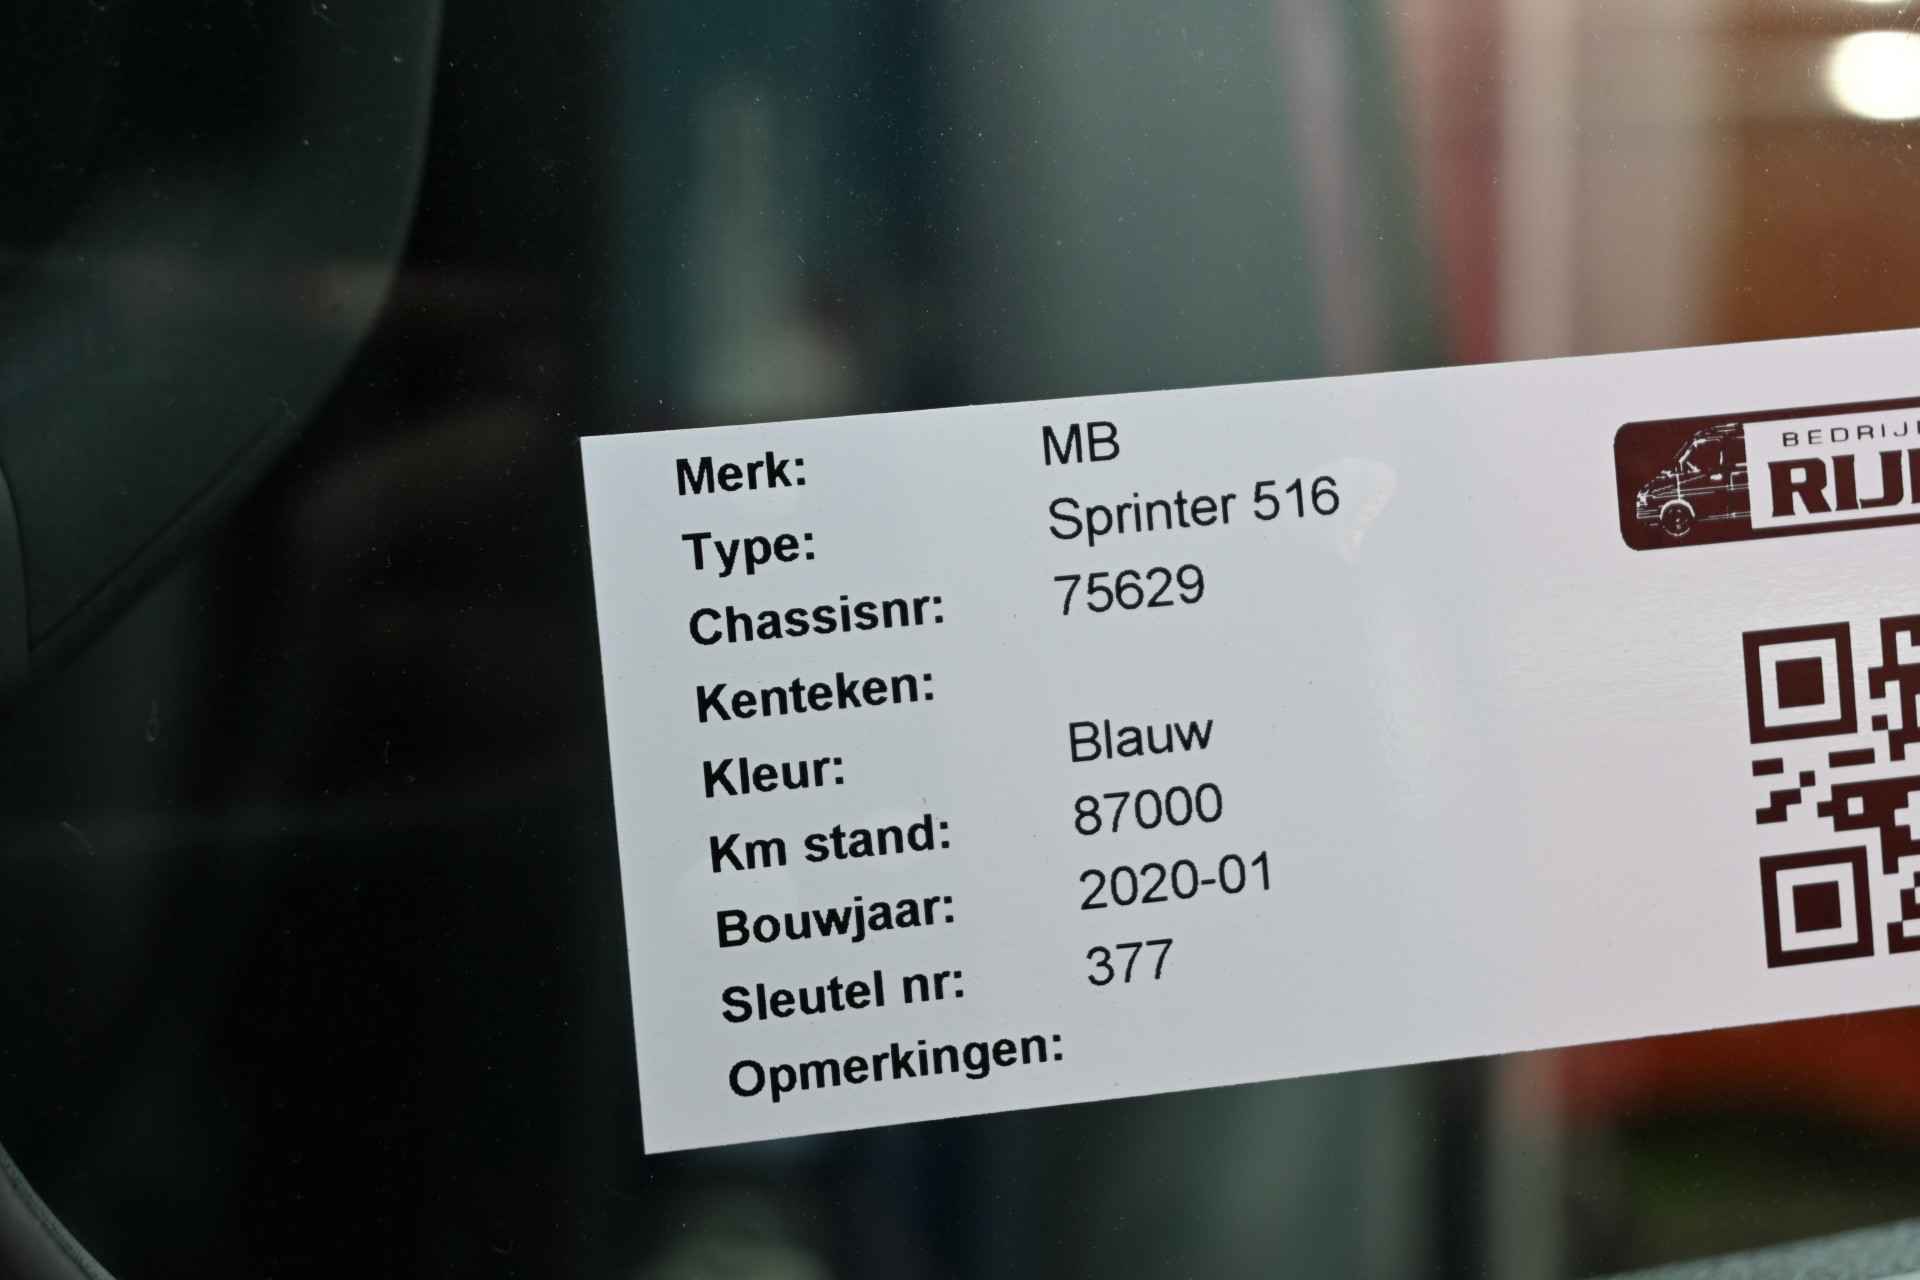 Merk: MB
Type: Sprinter 516
Chassisnr: 75629
Kenteken:
Kleur: Blauw
Km stand: 87000
Bouwjaar: 2020-01
Sleutel nr: 377
Opmerkingen: